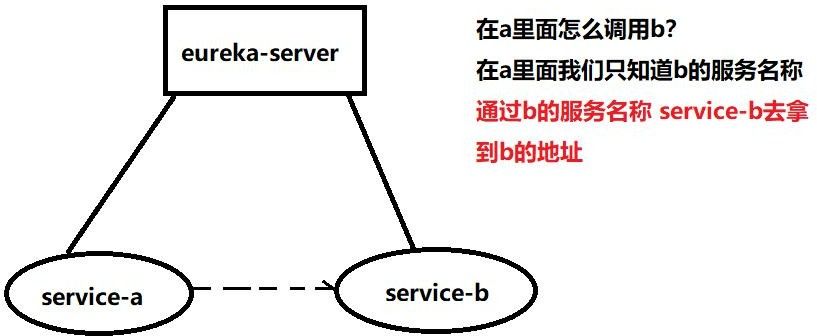 eureka-server
在a里面怎么调用b?
在a里面我们只知道b的服务名称
通过b的服务名称 service-b去拿
到b的地址
service-a
service-b